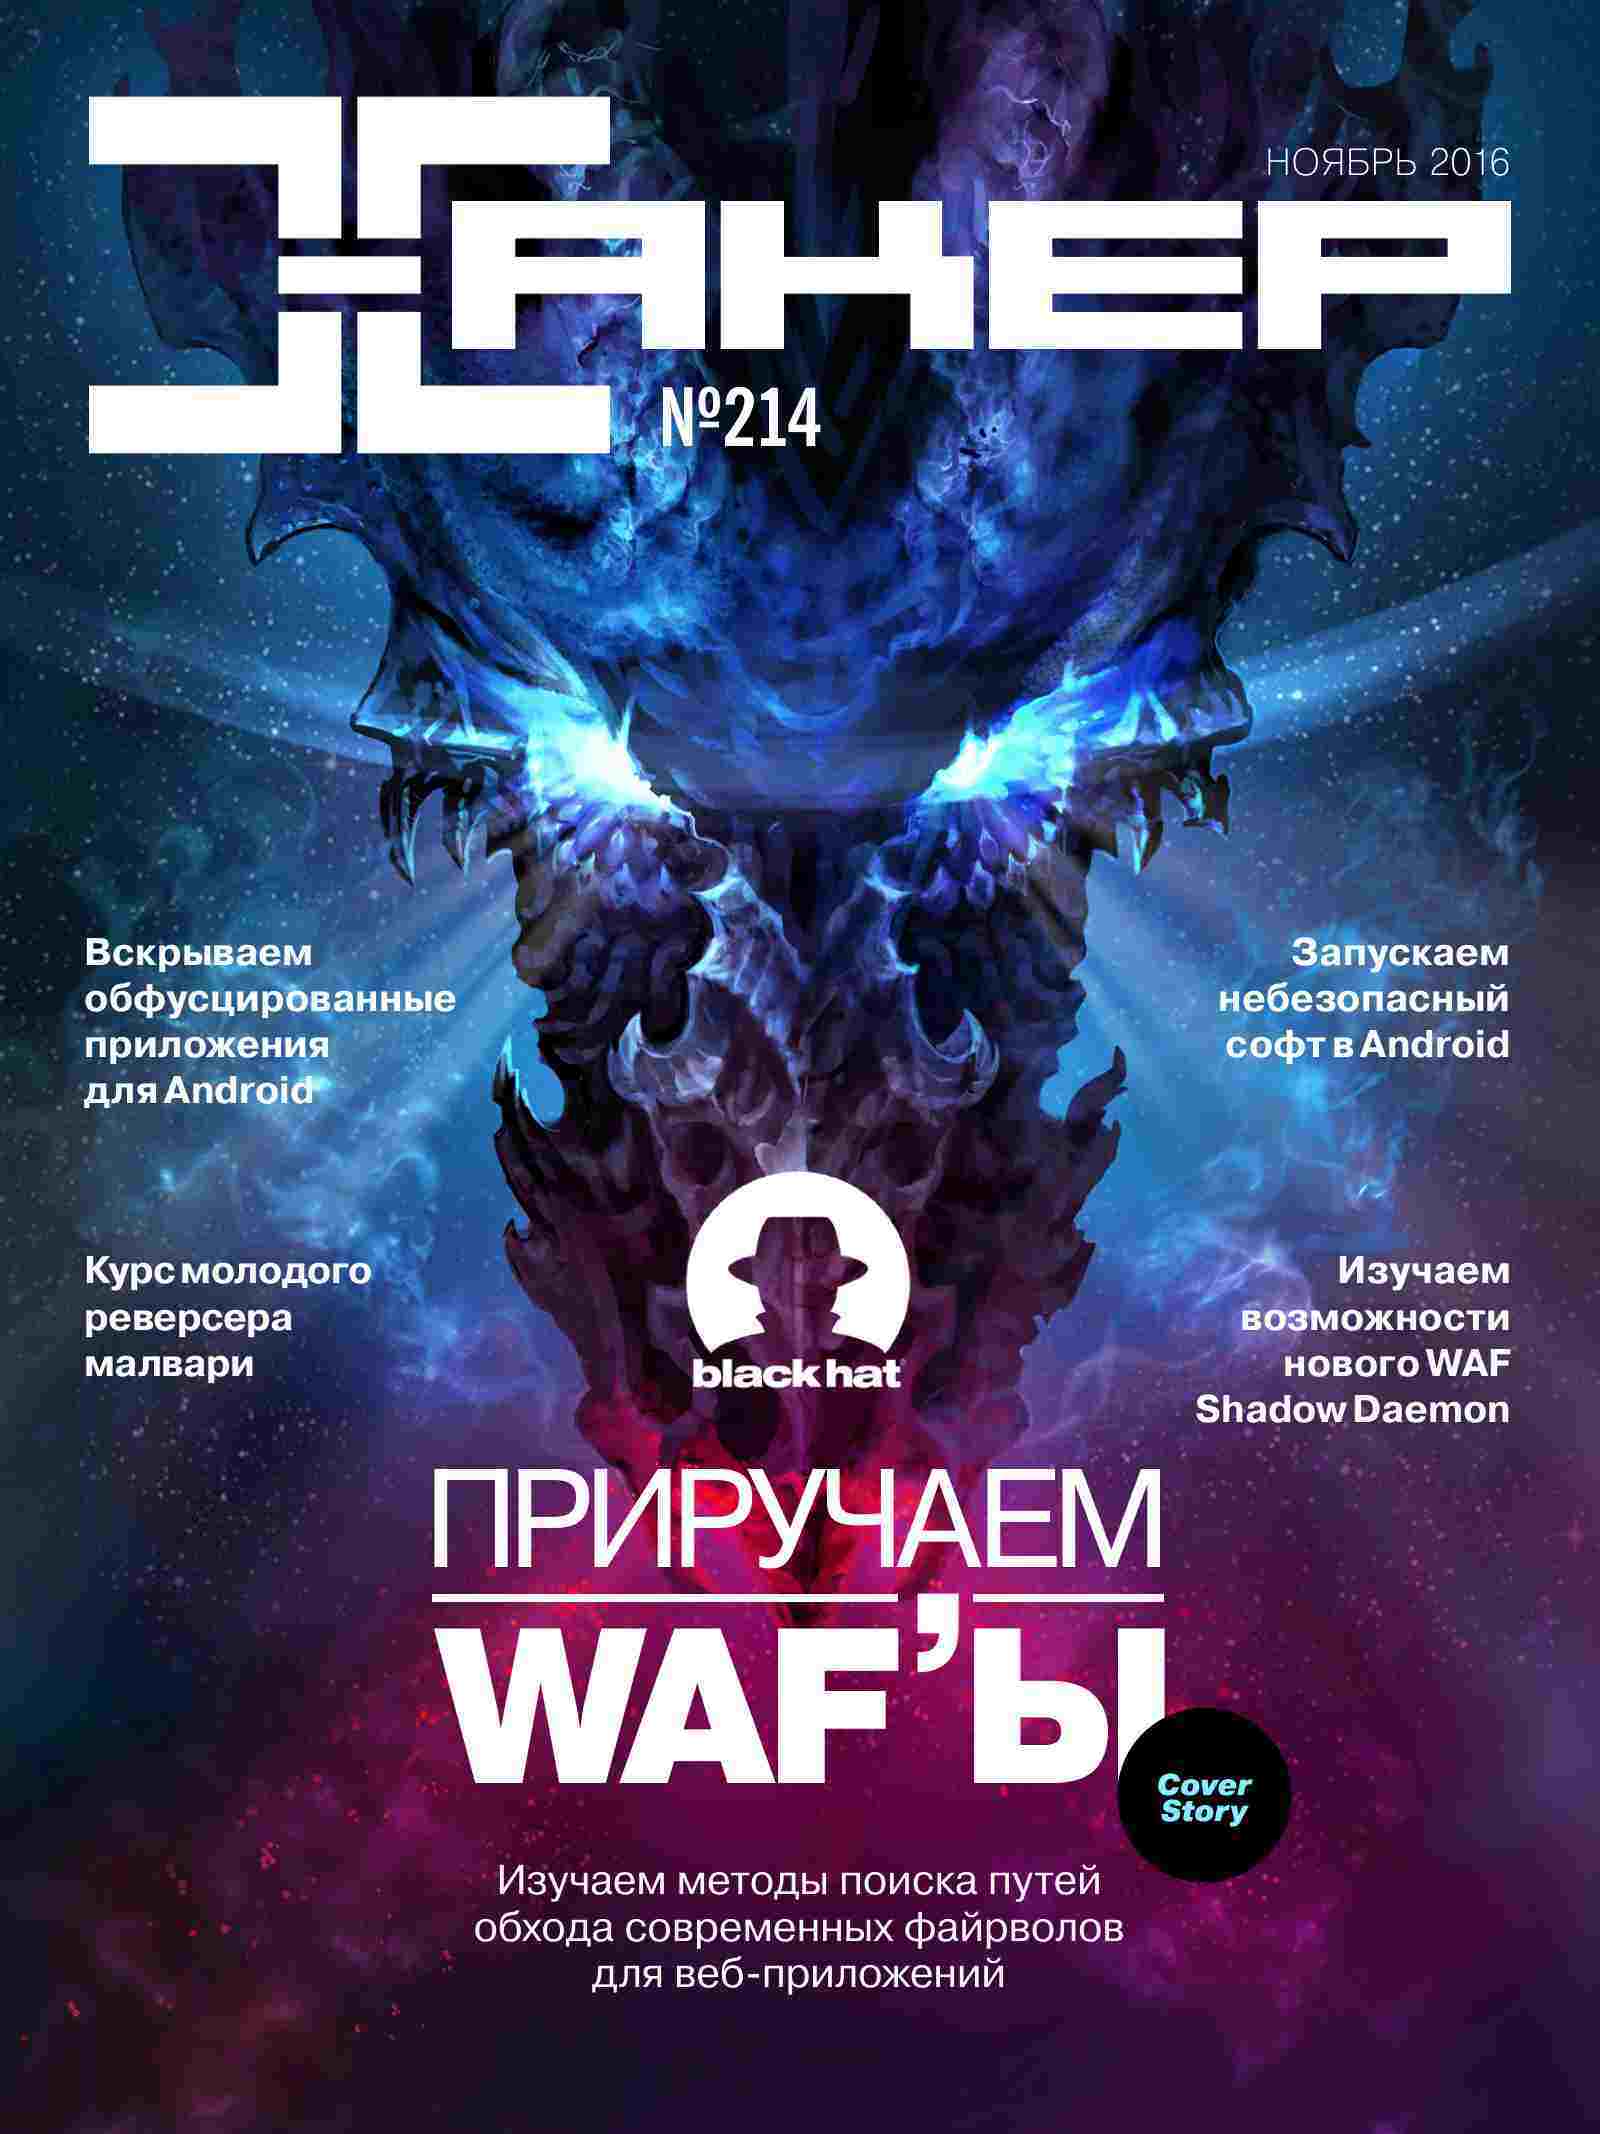 НОЯБРЬ 2016
ХАКЕР
№214
Вскрываем
обфусцированные
приложения
для Android
Запускаем
небезопасный
софт в Android
Курс молодого
реверсера
малвари
Изучаем
возможности
нового WAF
Shadow Daemon
black hat
ПРИРУЧАЕМ
WAF’Ы
Cover
Story
Изучаем методы поиска путей
обхода современных файрволов
для веб-приложений